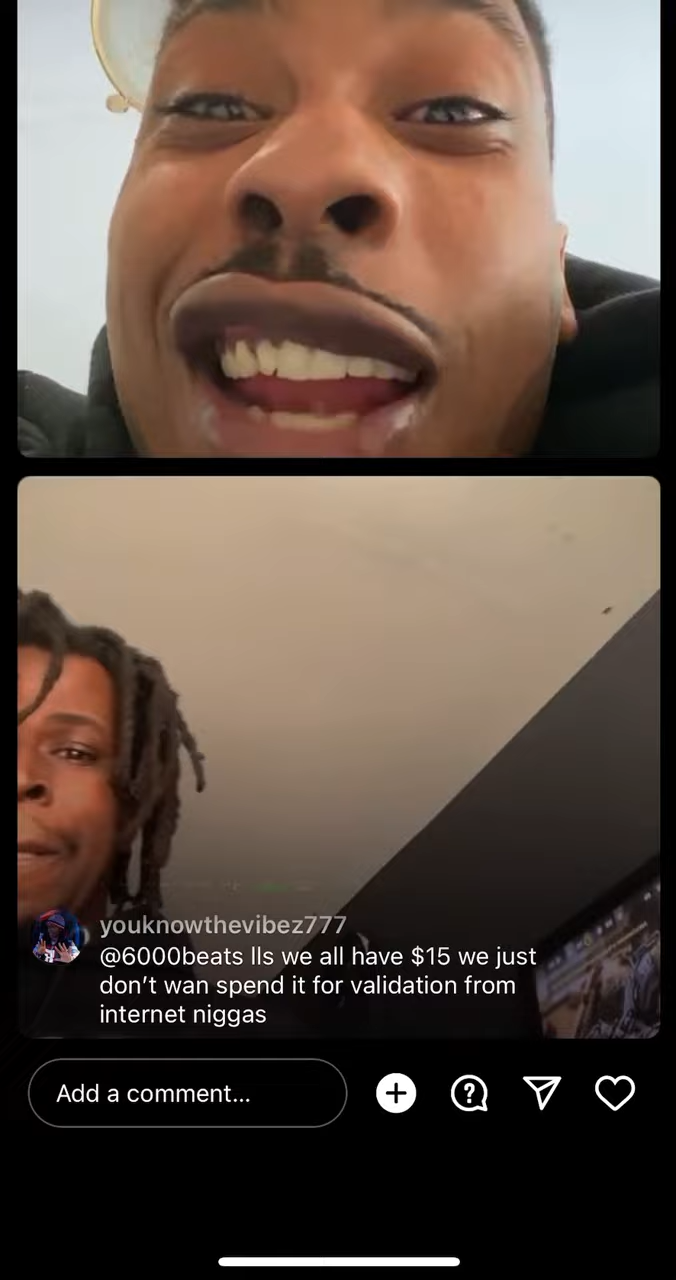 youknowthevibez777
@6000beats lls we all have $15 we just
don’t wan spend it for validation from
internet niggas
Add a comment...